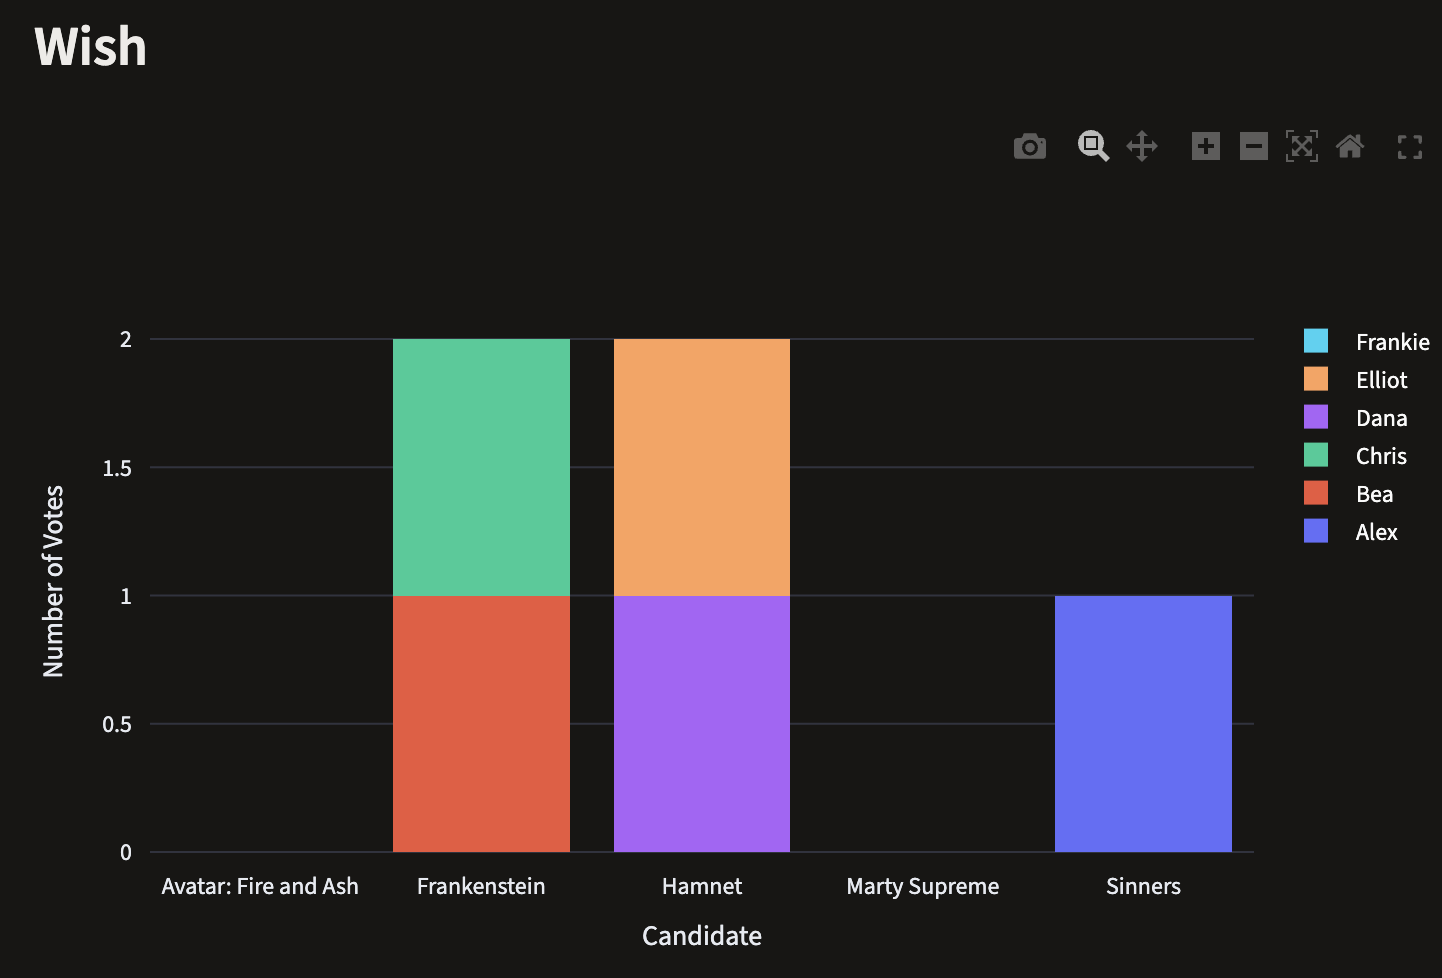 Wish
2
1.5
1
0.5
0
Number of Votes
Avatar: Fire and Ash
Frankenstein
Hamnet
Marty Supreme
Sinners
Candidate
Frankie
Elliot
Dana
Chris
Bea
Alex